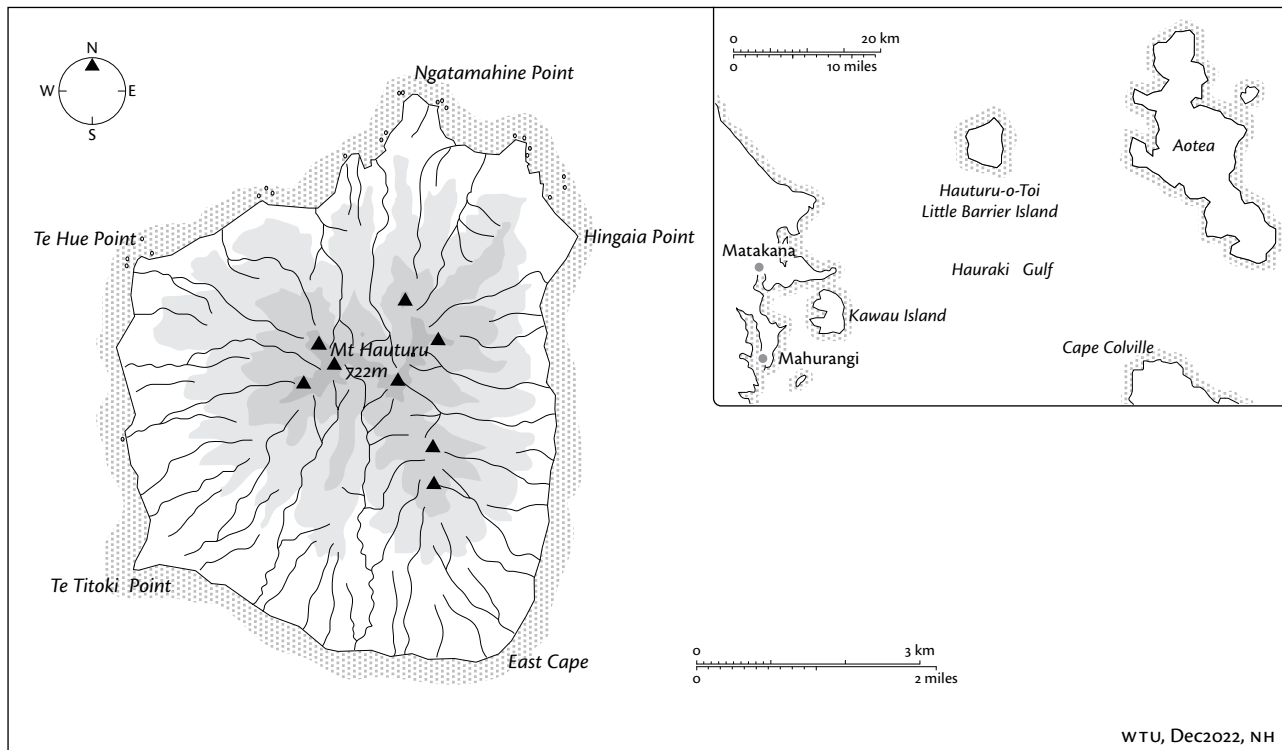 N
W E
S
Ngatamahine Point
Te Hue Point
Hingaia Point
Mt Hauturu
722m
Te Titoki Point
East Cape
0 3 km
0 2 miles
0 20 km
0 10 miles
Aotea
Hauturu-o-Toi
Little Barrier Island
Matakana
Hauraki Gulf
Kawau Island
Cape Colville
Mahurangi
WTU, Dec2022, NH